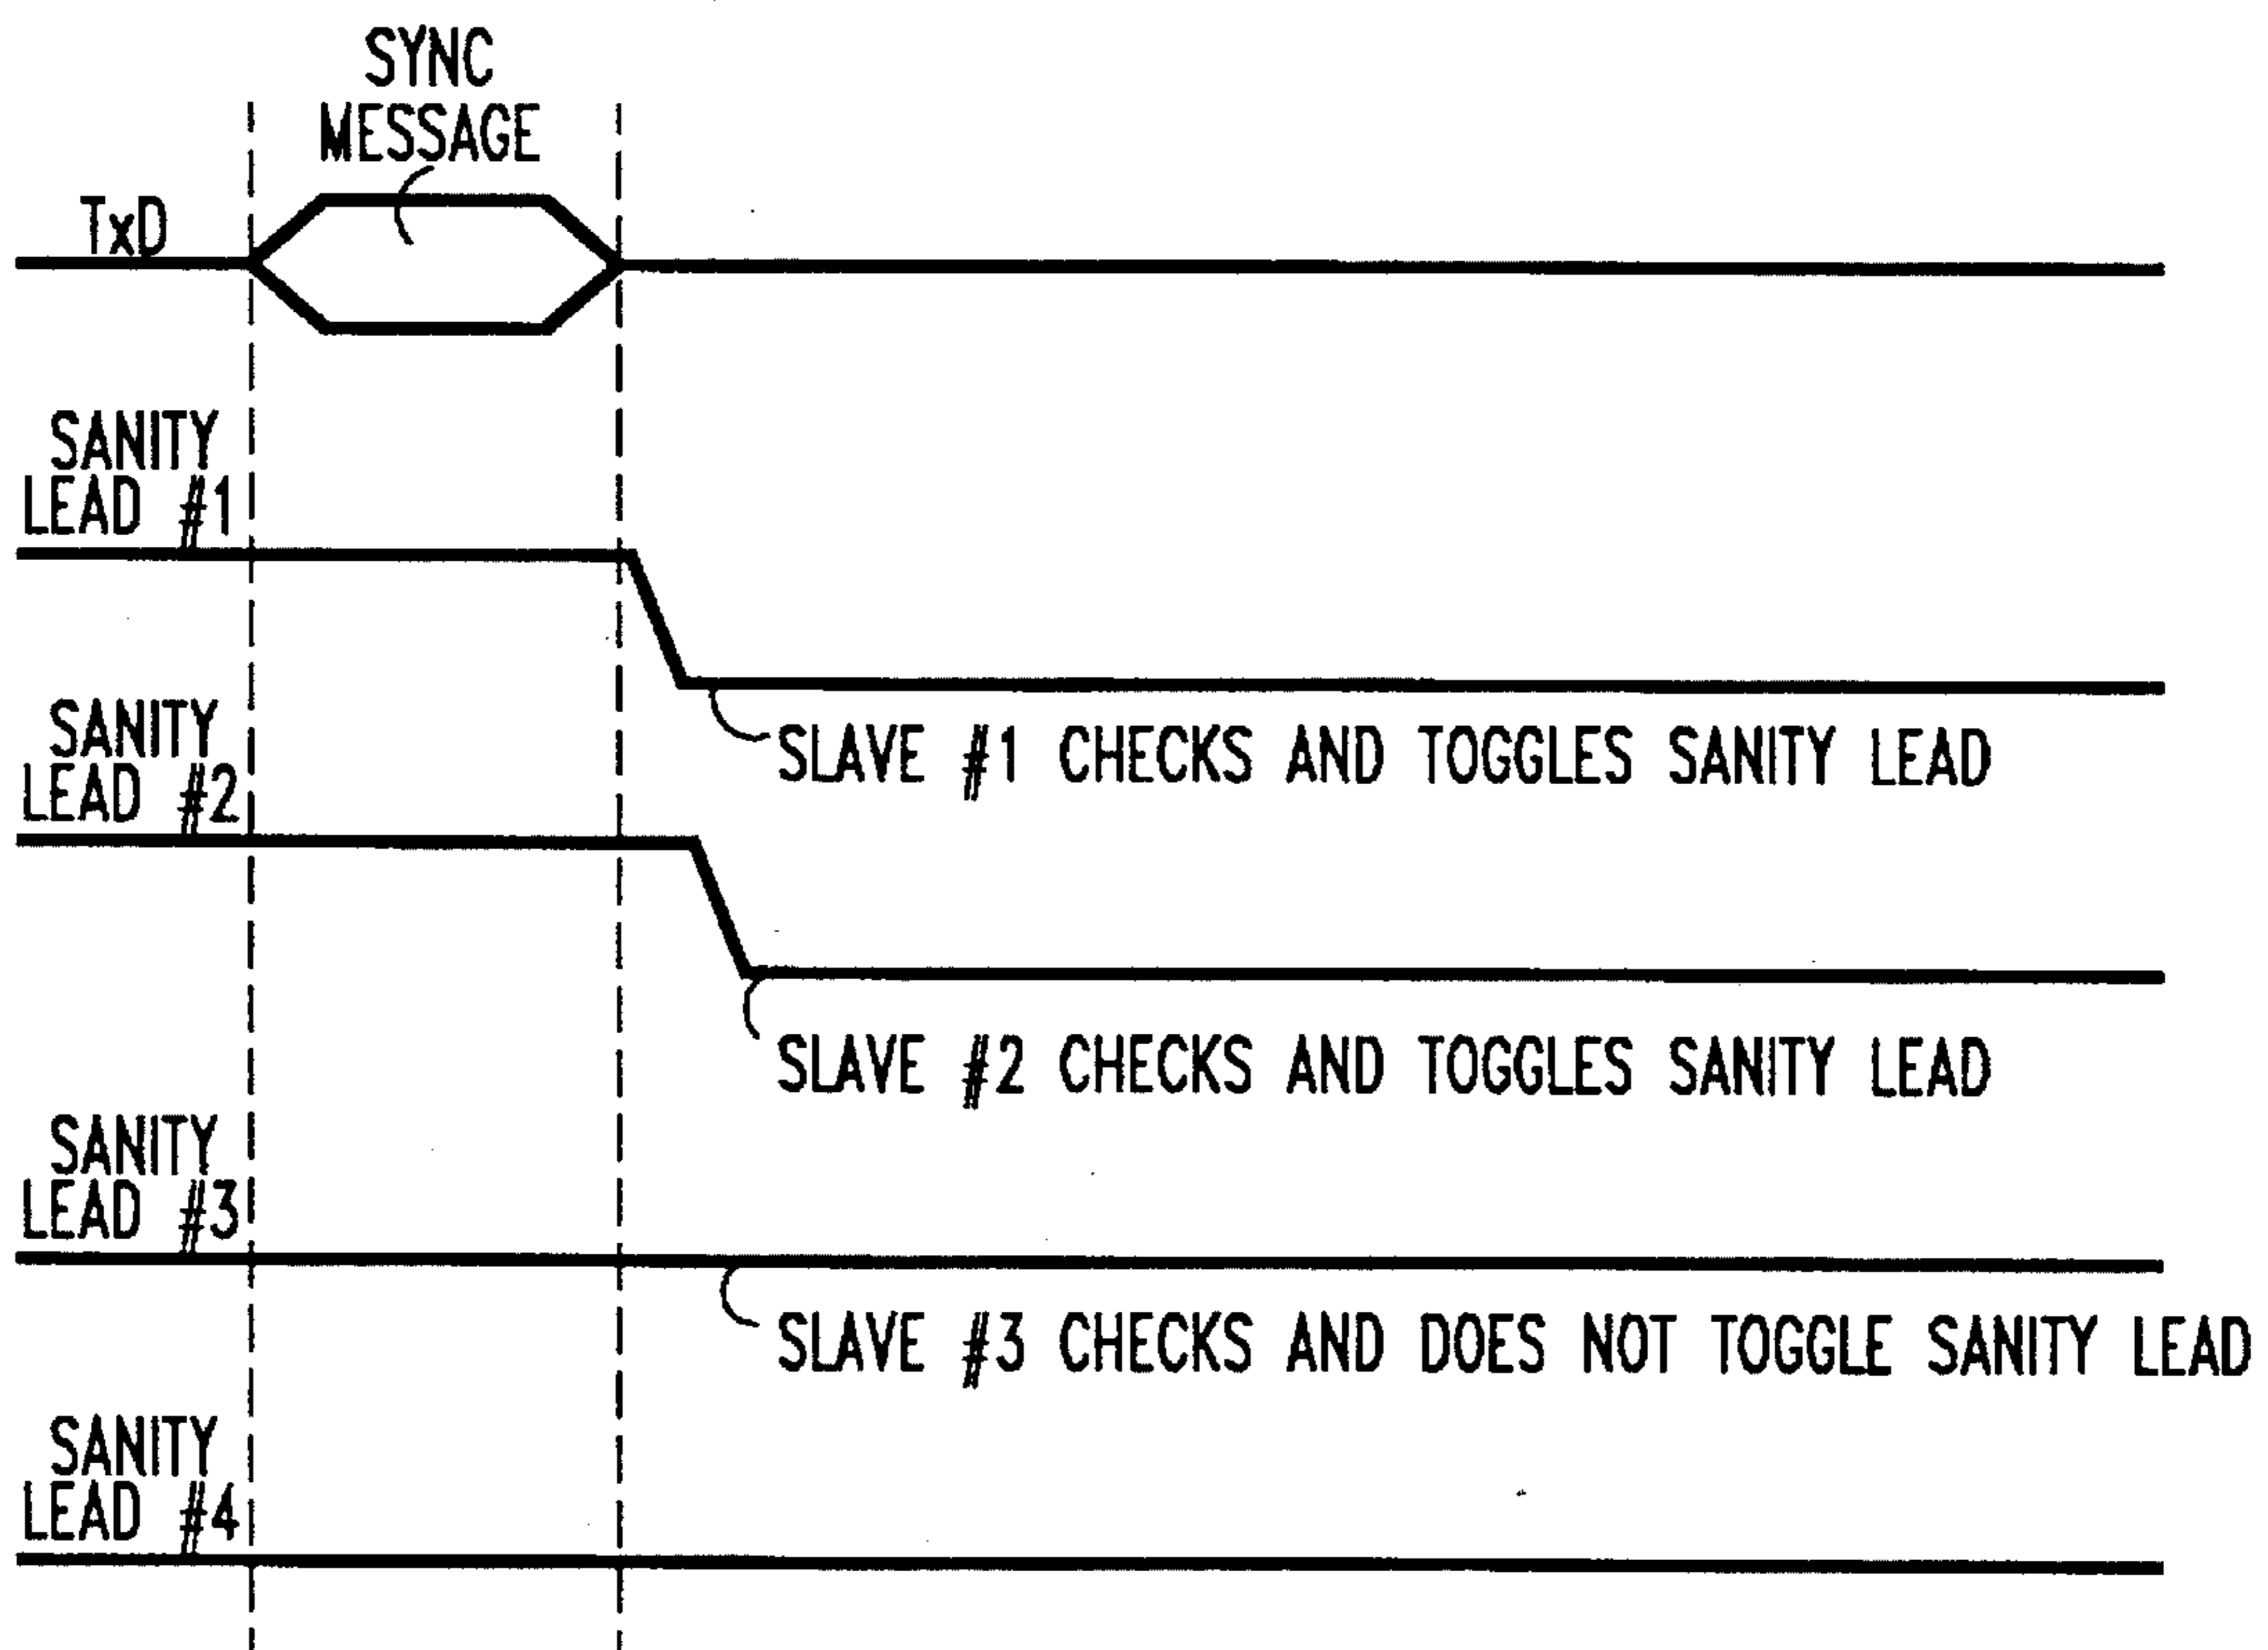 SYNC
MESSAGE
TxD
SANITY
LEAD #1
SLAVE #1 CHECKS AND TOGGLES SANITY LEAD
SANITY
LEAD #2
SLAVE #2 CHECKS AND TOGGLES SANITY LEAD
SANITY
LEAD #3
SLAVE #3 CHECKS AND DOES NOT TOGGLE SANITY LEAD
SANITY
LEAD #4